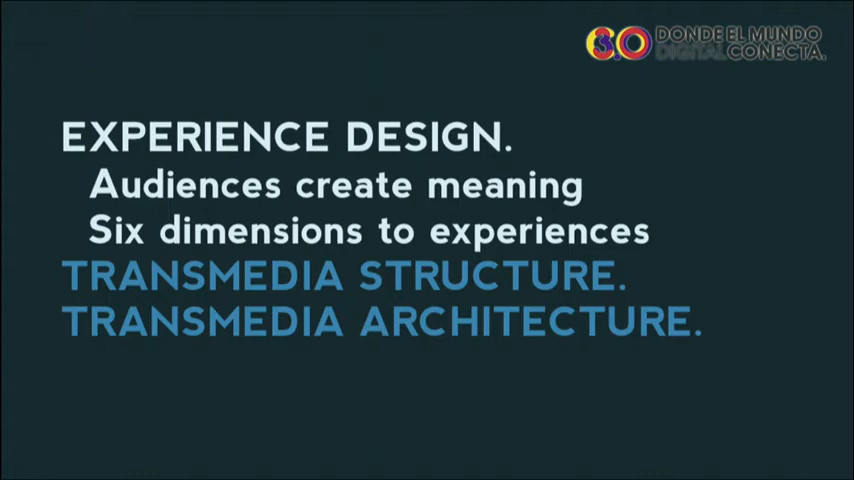 3.0 DONDE EL MUNDO
DIGITAL CONECTA.
EXPERIENCE DESIGN.
Audiences create meaning
Six dimensions to experiences
TRANSMEDIA STRUCTURE.
TRANSMEDIA ARCHITECTURE.